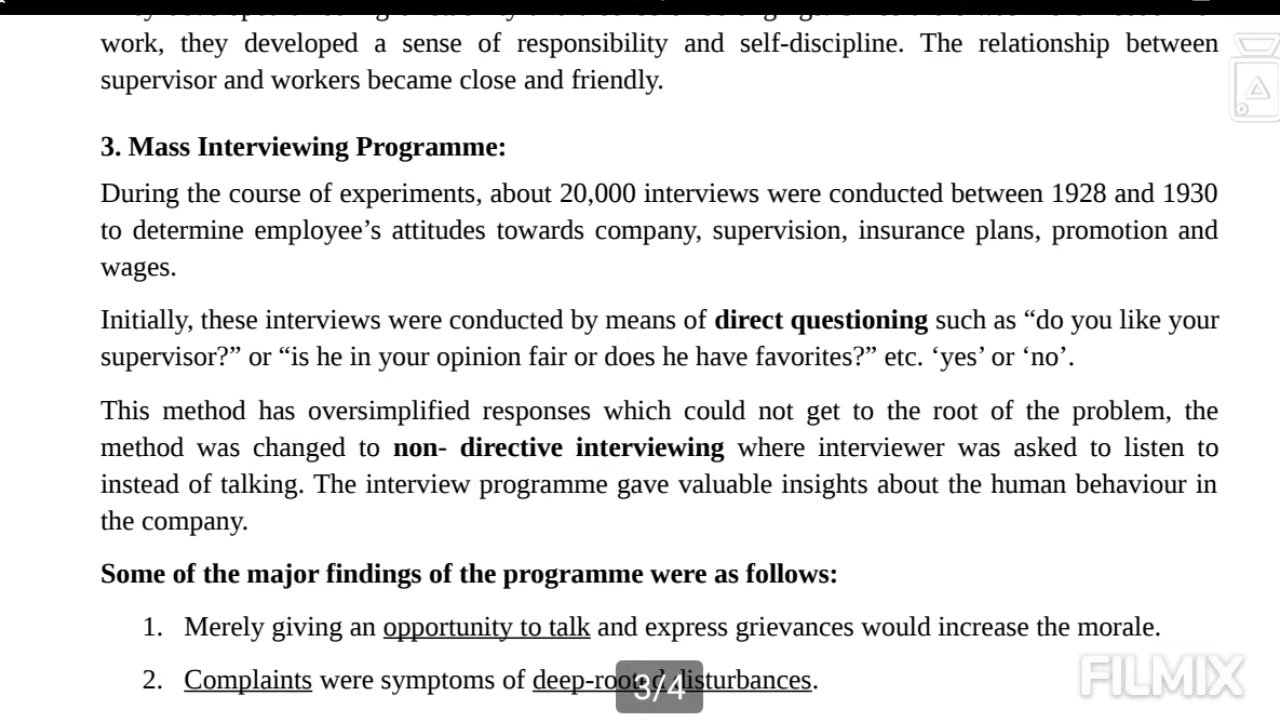 work, they developed a sense of responsibility and self-discipline. The relationship between
supervisor and workers became close and friendly.
3. Mass Interviewing Programme:
During the course of experiments, about 20,000 interviews were conducted between 1928 and 1930
to determine employee’s attitudes towards company, supervision, insurance plans, promotion and
wages.
Initially, these interviews were conducted by means of direct questioning such as “do you like your
supervisor?” or “is he in your opinion fair or does he have favorites?” etc. ‘yes’ or ‘no’.
This method has oversimplified responses which could not get to the root of the problem, the
method was changed to non- directive interviewing where interviewer was asked to listen to
instead of talking. The interview programme gave valuable insights about the human behaviour in
the company.
Some of the major findings of the programme were as follows:
1. Merely giving an opportunity to talk and express grievances would increase the morale.
2. Complaints were symptoms of deep-rooted disturbances.
3/4
FILMIX